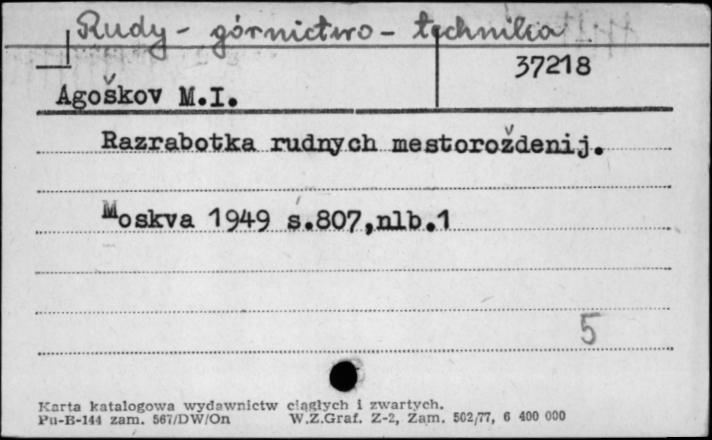 Rudy - górnictwo - technika
37218
Agoškov M.I.
Razrabotka rudnych mestoroždenij.
Moskva 1949 s.807,nlb.1
5
Karta katalogowa wydawnictw ciągłych i zwartych.
Pu-B-144 zam. 567/DW/On W.Z.Graf. Z-2, Zam. 502/77, 6 400 000